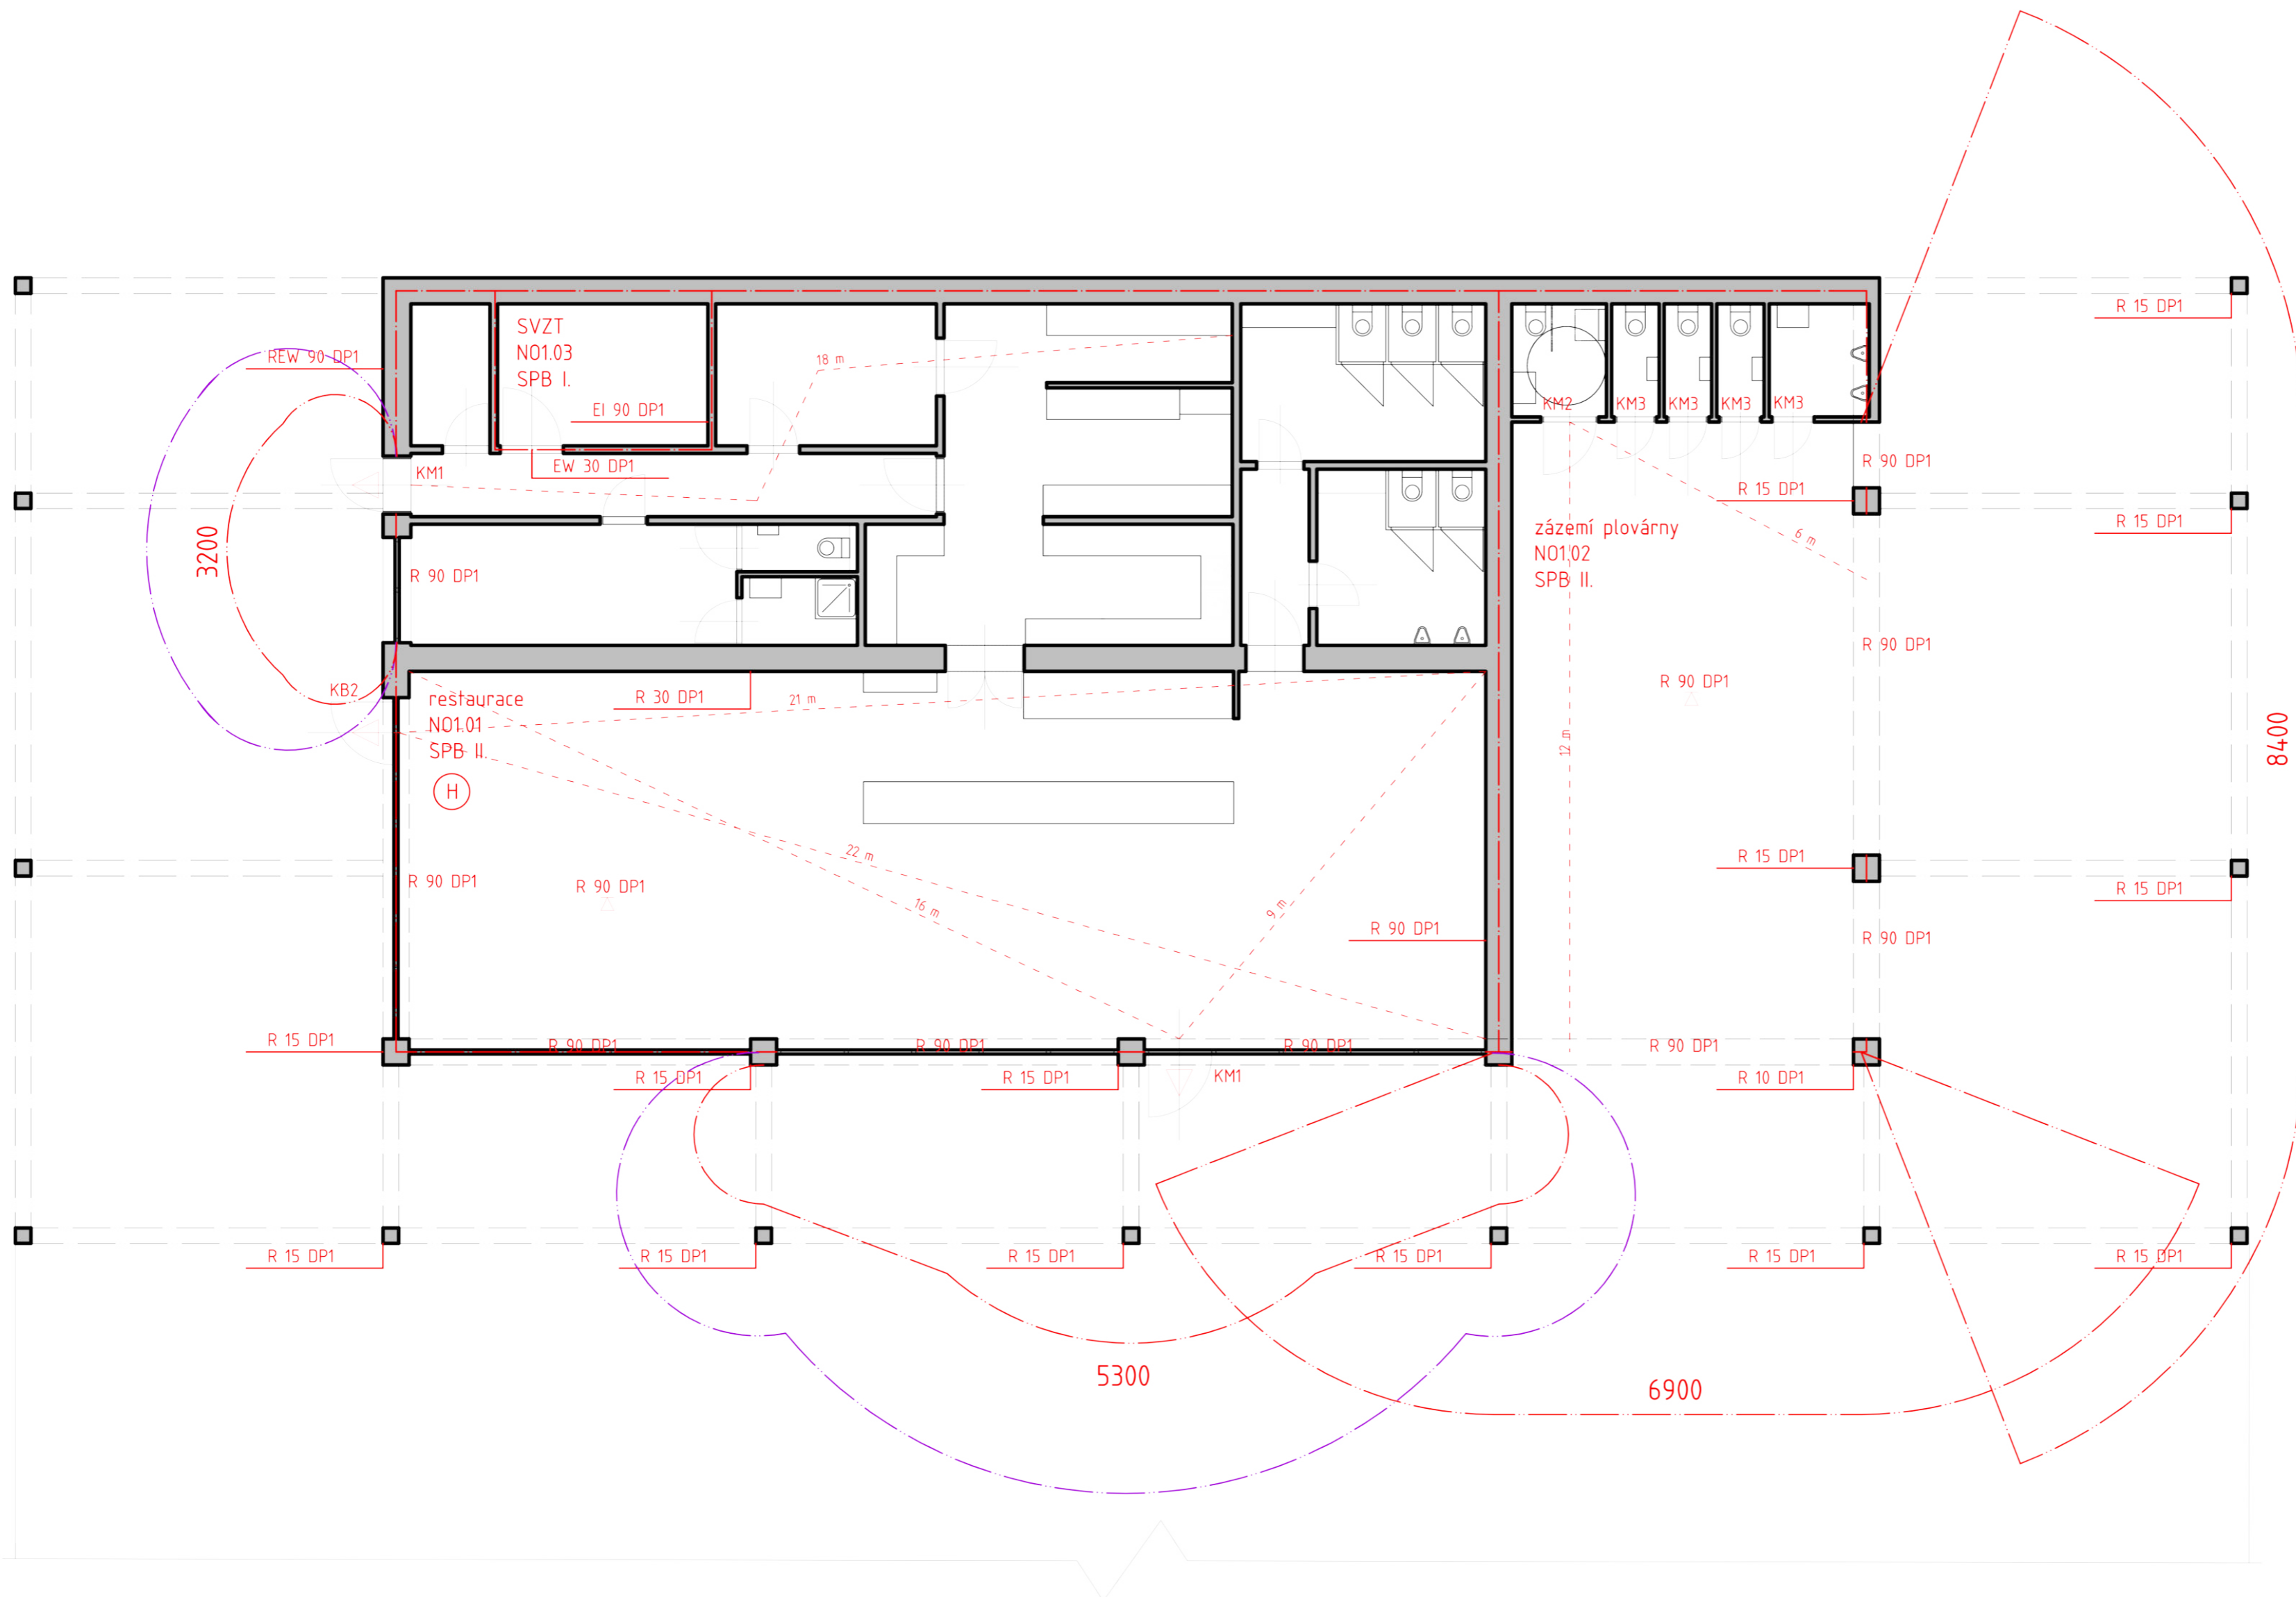 R 15 DP1
SVZT
N01.03
SPB I.
REW 90 DP1
18 m
EI 90 DP1
KM2
KM3
KM3
KM3
KM3
EW 30 DP1
KM1
R 90 DP1
R 15 DP1
R 15 DP1
zázemí plovárny
N01.02
SPB II.
6 m
3200
R 90 DP1
R 90 DP1
R 90 DP1
KB2
restaurace
N01.01
SPB II.
H
R 30 DP1
21 m
12 m
8400
22 m
R 15 DP1
R 15 DP1
R 90 DP1
R 90 DP1
16 m
9 m
R 90 DP1
R 90 DP1
R 15 DP1
R 90 DP1
R 90 DP1
R 90 DP1
R 90 DP1
R 15 DP1
R 15 DP1
KM1
R 10 DP1
R 15 DP1
R 15 DP1
R 15 DP1
R 15 DP1
R 15 DP1
R 15 DP1
5300
6900